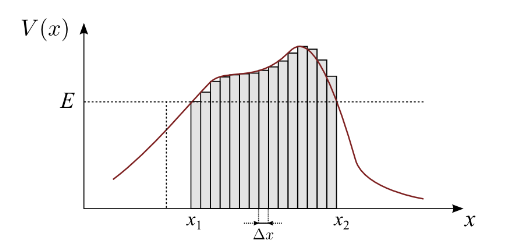 V(x)
E
x₁
x₂
x
Δx